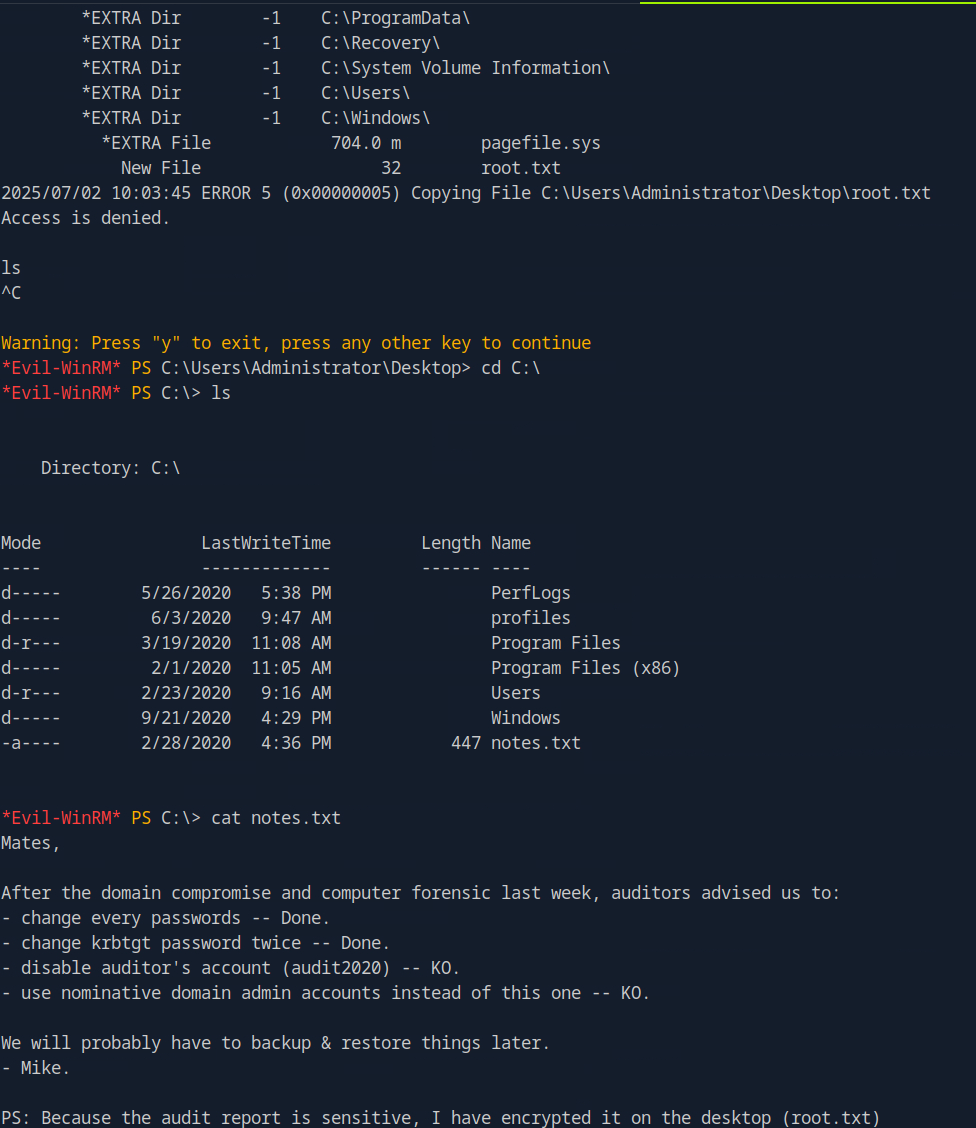 *EXTRA Dir        -1    C:\ProgramData\
*EXTRA Dir        -1    C:\Recovery\
*EXTRA Dir        -1    C:\System Volume Information\
*EXTRA Dir        -1    C:\Users\
*EXTRA Dir        -1    C:\Windows\
*EXTRA File            704.0 m        pagefile.sys
New File                  32        root.txt
2025/07/02 10:03:45 ERROR 5 (0x00000005) Copying File C:\Users\Administrator\Desktop\root.txt
Access is denied.
ls
^C
Warning: Press "y" to exit, press any other key to continue
*Evil-WinRM* PS C:\Users\Administrator\Desktop> cd C:\
*Evil-WinRM* PS C:\> ls
Directory: C:\
Mode                LastWriteTime         Length Name
----                -------------         ------ ----
d-----        5/26/2020   5:38 PM                PerfLogs
d-----         6/3/2020   9:47 AM                profiles
d-r---        3/19/2020  11:08 AM                Program Files
d-----         2/1/2020  11:05 AM                Program Files (x86)
d-r---        2/23/2020   9:16 AM                Users
d-----        9/21/2020   4:29 PM                Windows
-a----        2/28/2020   4:36 PM            447 notes.txt
*Evil-WinRM* PS C:\> cat notes.txt
Mates,
After the domain compromise and computer forensic last week, auditors advised us to:
- change every passwords -- Done.
- change krbtgt password twice -- Done.
- disable auditor's account (audit2020) -- KO.
- use nominative domain admin accounts instead of this one -- KO.
We will probably have to backup & restore things later.
- Mike.
PS: Because the audit report is sensitive, I have encrypted it on the desktop (root.txt)